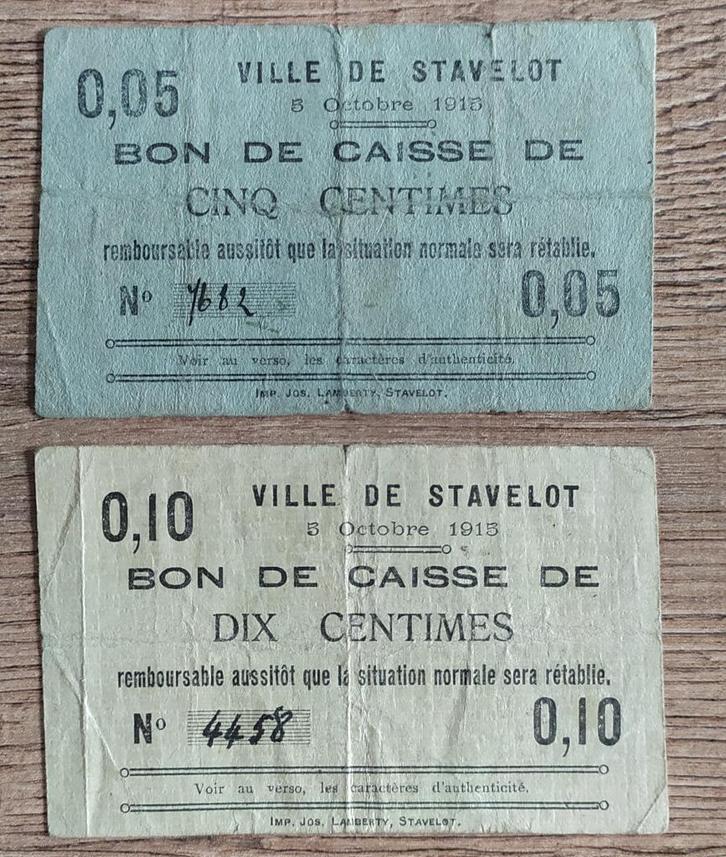 0,05
VILLE DE STAVELOT
5 Octobre 1915
BON DE CAISSE DE
CINQ CENTIMES
remboursable aussitôt que la situation normale sera rétablie.
Nº 7682
0,05
Voir au verso, les caractères d'authenticité.
IMP. JOS. LAMBERTY, STAVELOT.
0,10
VILLE DE STAVELOT
5 Octobre 1915
BON DE CAISSE DE
DIX CENTIMES
remboursable aussitôt que la situation normale sera rétablie.
Nº 4458
0,10
Voir au verso, les caractères d'authenticité.
IMP. JOS. LAMBERTY, STAVELOT.